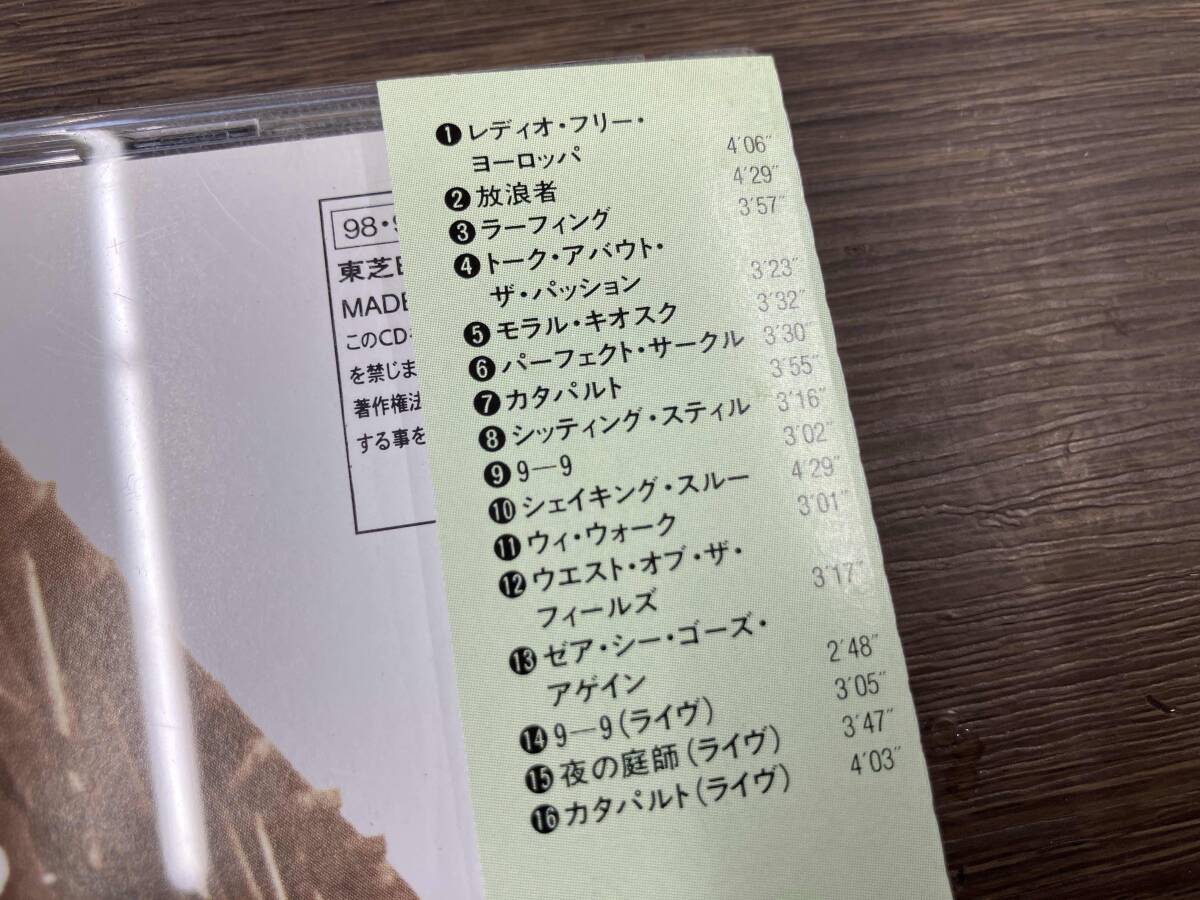 ❶レディオ・フリー・
ヨーロッパ 4'06"
❷放浪者 4'29"
❸ラーフィング 3'57"
❹トーク・アバウト・
ザ・パッション 3'23"
❺モラル・キオスク 3'32"
❻パーフェクト・サークル 3'30"
❼カタパルト 3'55"
❽シッティング・スティル 3'16"
❾9—9 3'02"
❿シェイキング・スルー 4'29"
⓫ウィ・ウォーク 3'01"
⓬ウエスト・オブ・ザ・
フィールズ 3'17"
⓭ゼア・シー・ゴーズ・
アゲイン 2'48"
⓮9—9(ライヴ) 3'05"
⓯夜の庭師(ライヴ) 3'47"
⓰カタパルト(ライヴ) 4'03"
98・
東芝E
MADE
このCD
を禁じま
著作権法
する事を